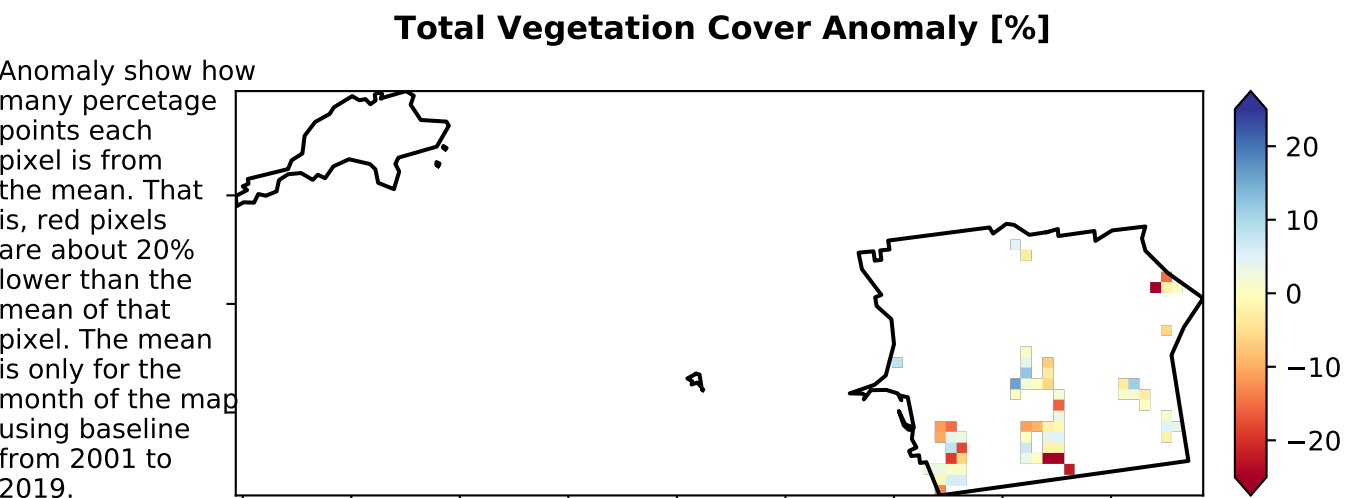 Total Vegetation Cover Anomaly [%]
Anomaly show how
many percetage
points each
pixel is from
the mean. That
is, red pixels
are about 20%
lower than the
mean of that
pixel. The mean
is only for the
month of the map
using baseline
from 2001 to
2019.
20
10
0
−10
−20